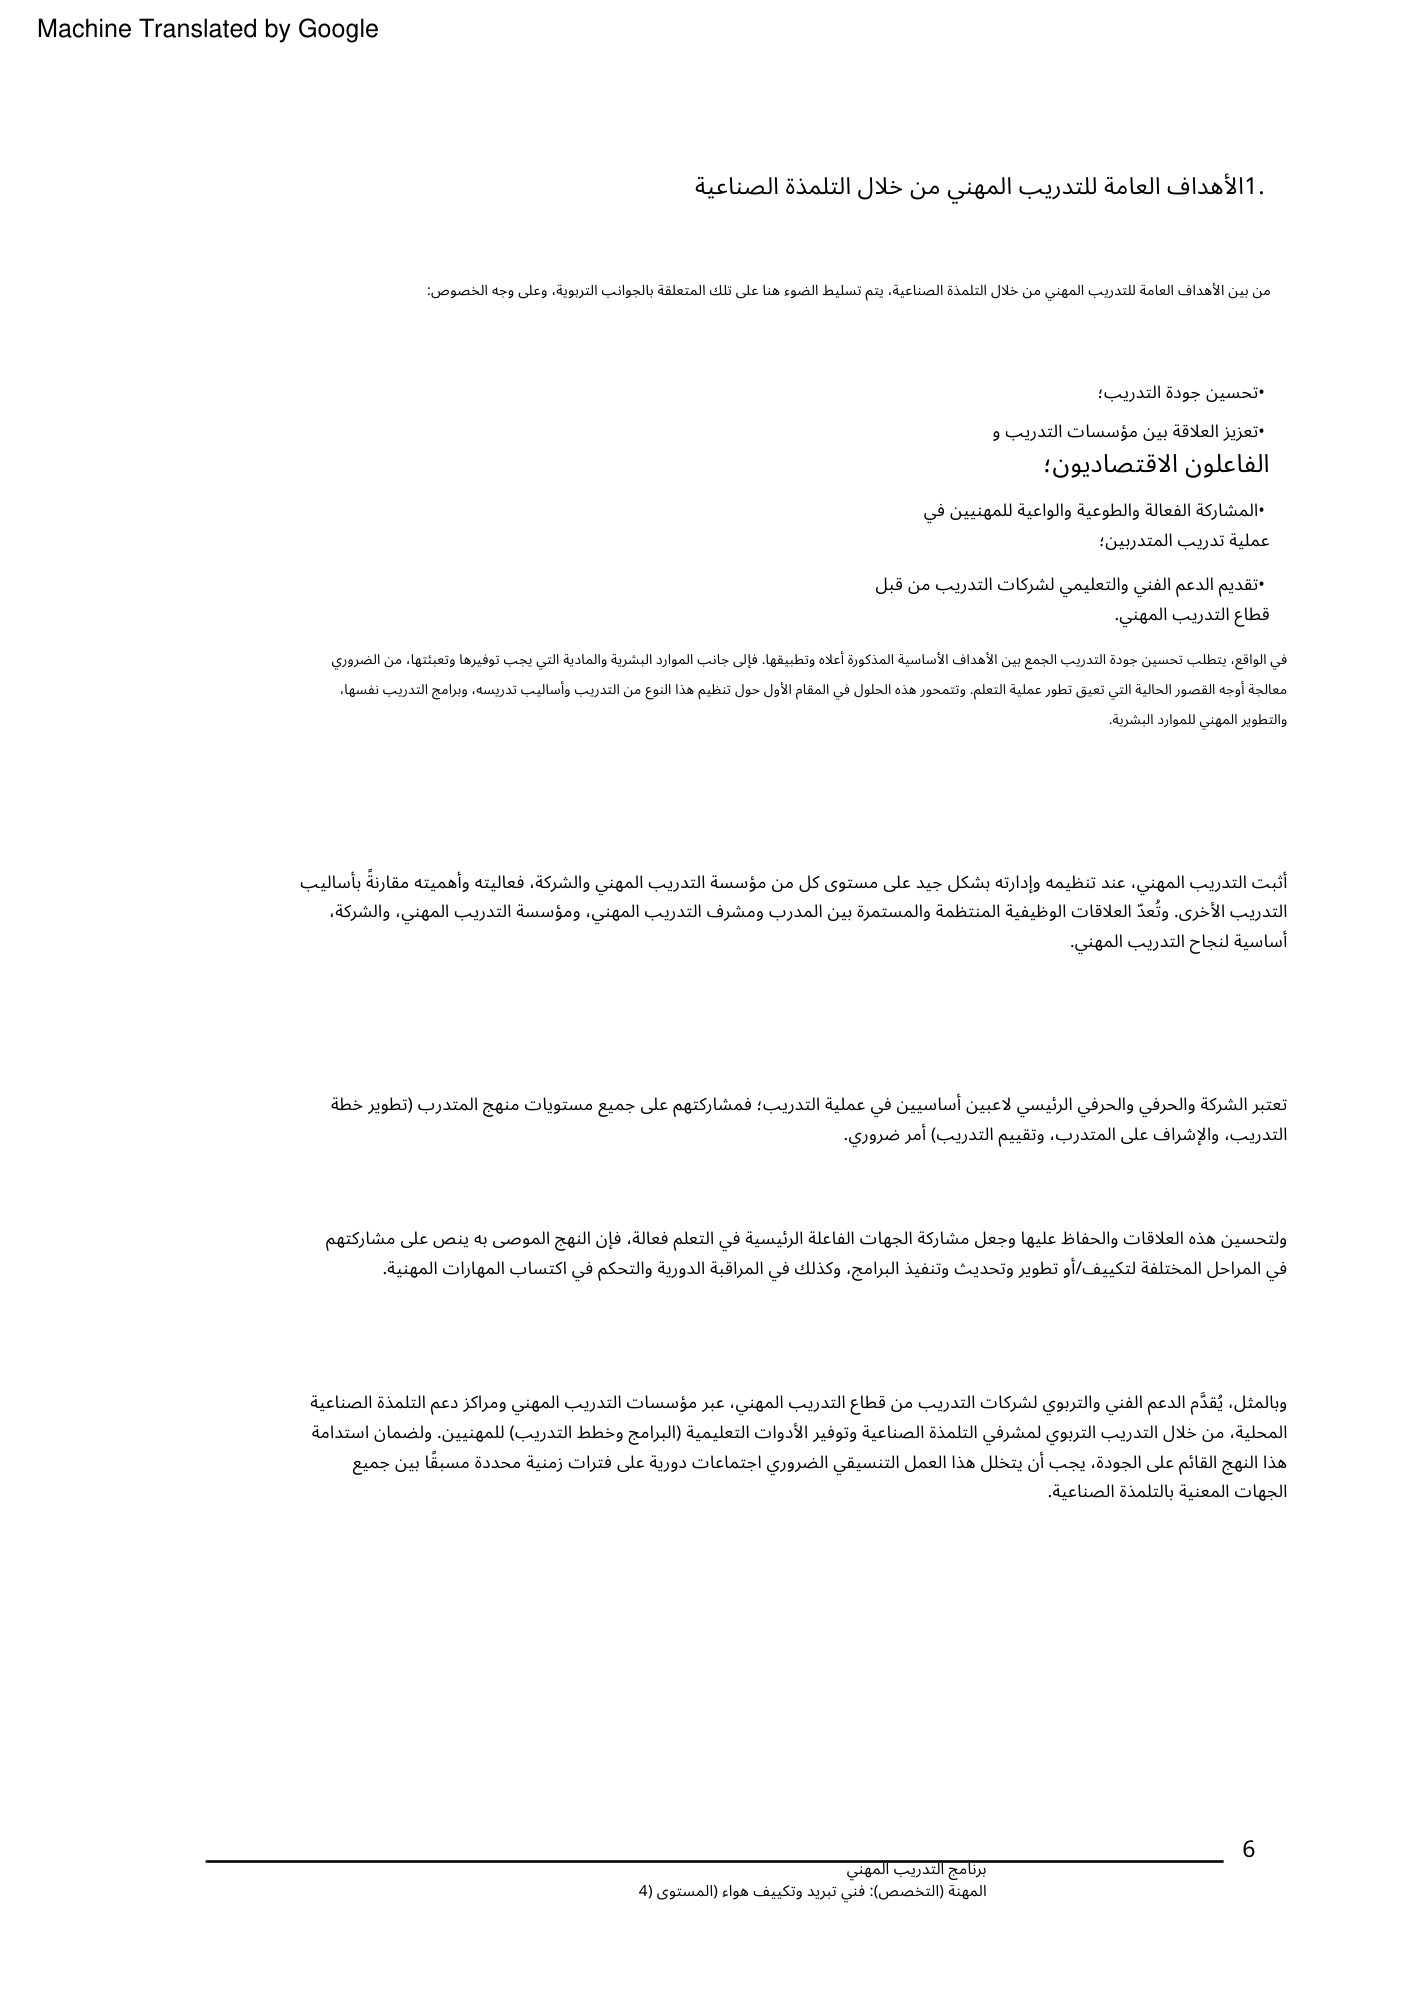 Machine Translated by Google
1. الأهداف العامة للتدريب المهني من خلال التلمذة الصناعية
من بين الأهداف العامة للتدريب المهني من خلال التلمذة الصناعية، يتم تسليط الضوء هنا على تلك المتعلقة بالجوانب التربوية، وعلى وجه الخصوص:
•تحسين جودة التدريب؛
•تعزيز العلاقة بين مؤسسات التدريب و
الفاعلون الاقتصاديون؛
•المشاركة الفعالة والطوعية والواعية للمهنيين في
عملية تدريب المتدربين؛
•تقديم الدعم الفني والتعليمي لشركات التدريب من قبل
قطاع التدريب المهني.
في الواقع، يتطلب تحسين جودة التدريب الجمع بين الأهداف الأساسية المذكورة أعلاه وتطبيقها. فإلى جانب الموارد البشرية والمادية التي يجب توفيرها وتعبئتها، من الضروري
معالجة أوجه القصور الحالية التي تعيق تطور عملية التعلم. وتتمحور هذه الحلول في المقام الأول حول تنظيم هذا النوع من التدريب وأساليب تدريسه، وبرامج التدريب نفسها،
والتطوير المهني للموارد البشرية.
أثبت التدريب المهني، عند تنظيمه وإدارته بشكل جيد على مستوى كل من مؤسسة التدريب المهني والشركة، فعاليته وأهميته مقارنةً بأساليب
التدريب الأخرى. وتُعدّ العلاقات الوظيفية المنتظمة والمستمرة بين المدرب ومشرف التدريب المهني، ومؤسسة التدريب المهني، والشركة،
أساسية لنجاح التدريب المهني.
تعتبر الشركة والحرفي والحرفي الرئيسي لاعبين أساسيين في عملية التدريب؛ فمشاركتهم على جميع مستويات منهج المتدرب (تطوير خطة
التدريب، والإشراف على المتدرب، وتقييم التدريب) أمر ضروري.
ولتحسين هذه العلاقات والحفاظ عليها وجعل مشاركة الجهات الفاعلة الرئيسية في التعلم فعالة، فإن النهج الموصى به ينص على مشاركتهم
في المراحل المختلفة لتكييف/أو تطوير وتحديث وتنفيذ البرامج، وكذلك في المراقبة الدورية والتحكم في اكتساب المهارات المهنية.
وبالمثل، يُقدَّم الدعم الفني والتربوي لشركات التدريب من قطاع التدريب المهني، عبر مؤسسات التدريب المهني ومراكز دعم التلمذة الصناعية
المحلية، من خلال التدريب التربوي لمشرفي التلمذة الصناعية وتوفير الأدوات التعليمية (البرامج وخطط التدريب) للمهنيين. ولضمان استدامة
هذا النهج القائم على الجودة، يجب أن يتخلل هذا العمل التنسيقي الضروري اجتماعات دورية على فترات زمنية محددة مسبقًا بين جميع
الجهات المعنية بالتلمذة الصناعية.
6
برنامج التدريب المهني
المهنة (التخصص): فني تبريد وتكييف هواء (المستوى 4)